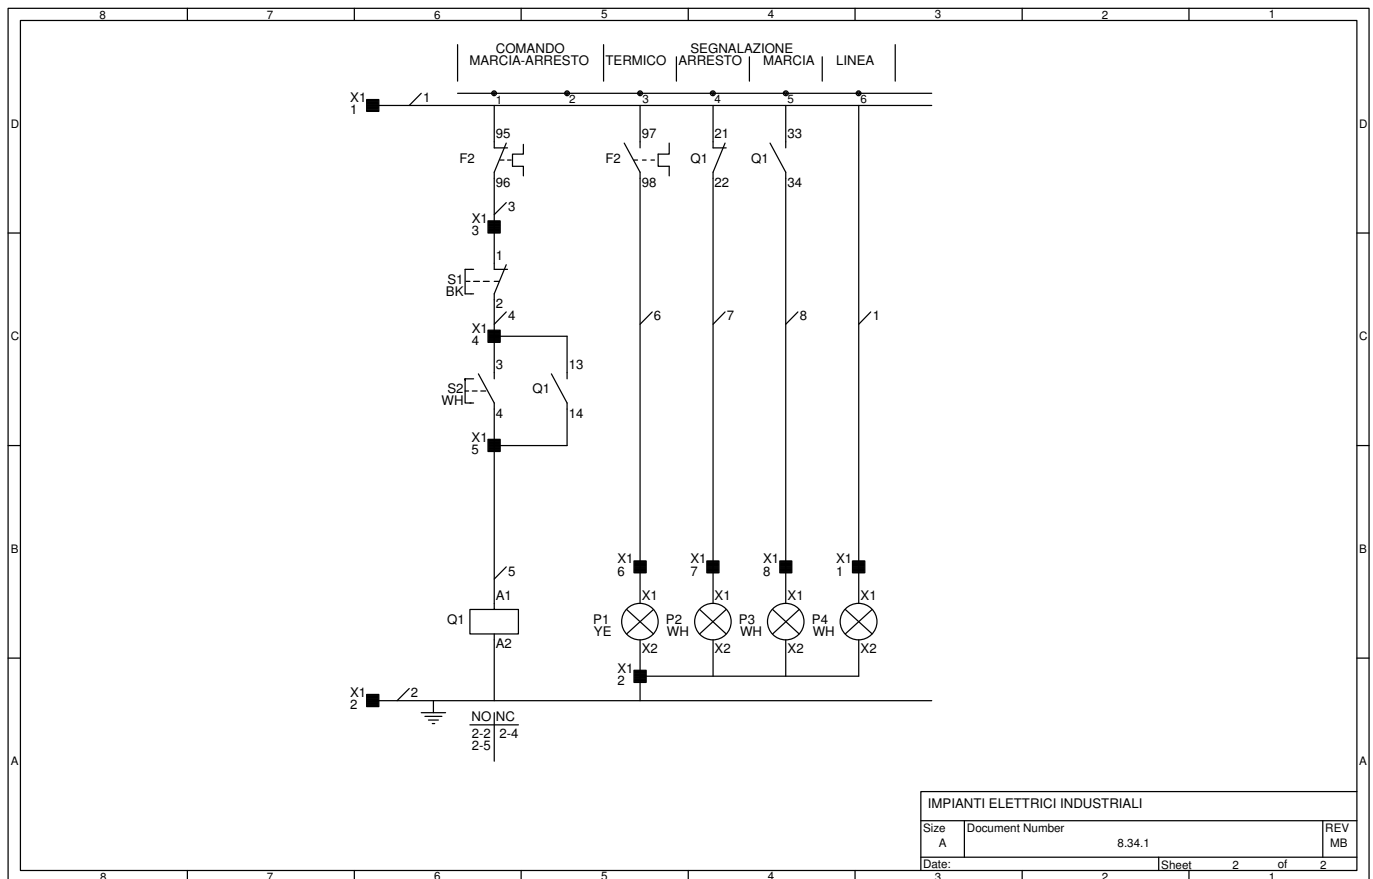 8 7 6 5 4 3 2 1
COMANDO SEGNALAZIONE
MARCIA-ARRESTO TERMICO ARRESTO MARCIA LINEA
X1 1
1 1 2 3 4 5 6
D D
95 97 21 33
F2 F2 Q1 Q1
96 98 22 34
3
X1
3
1
S1
BK
2
4 6 7 8 1
X1
4
C C
3 13
S2 Q1
WH
4 14
X1
5
B B
X1 X1 X1 X1
6 7 8 1
5
A1 X1 X1 X1 X1
Q1 P1 P2 P3 P4
YE WH WH WH
A2 X2 X2 X2 X2
X1
2
X1 2
2
NO NC
2-2 2-4
2-5
A A
IMPIANTI ELETTRICI INDUSTRIALI
Size Document Number REV
A 8.34.1 MB
Date: Sheet 2 of 2
8 7 6 5 4 3 2 1